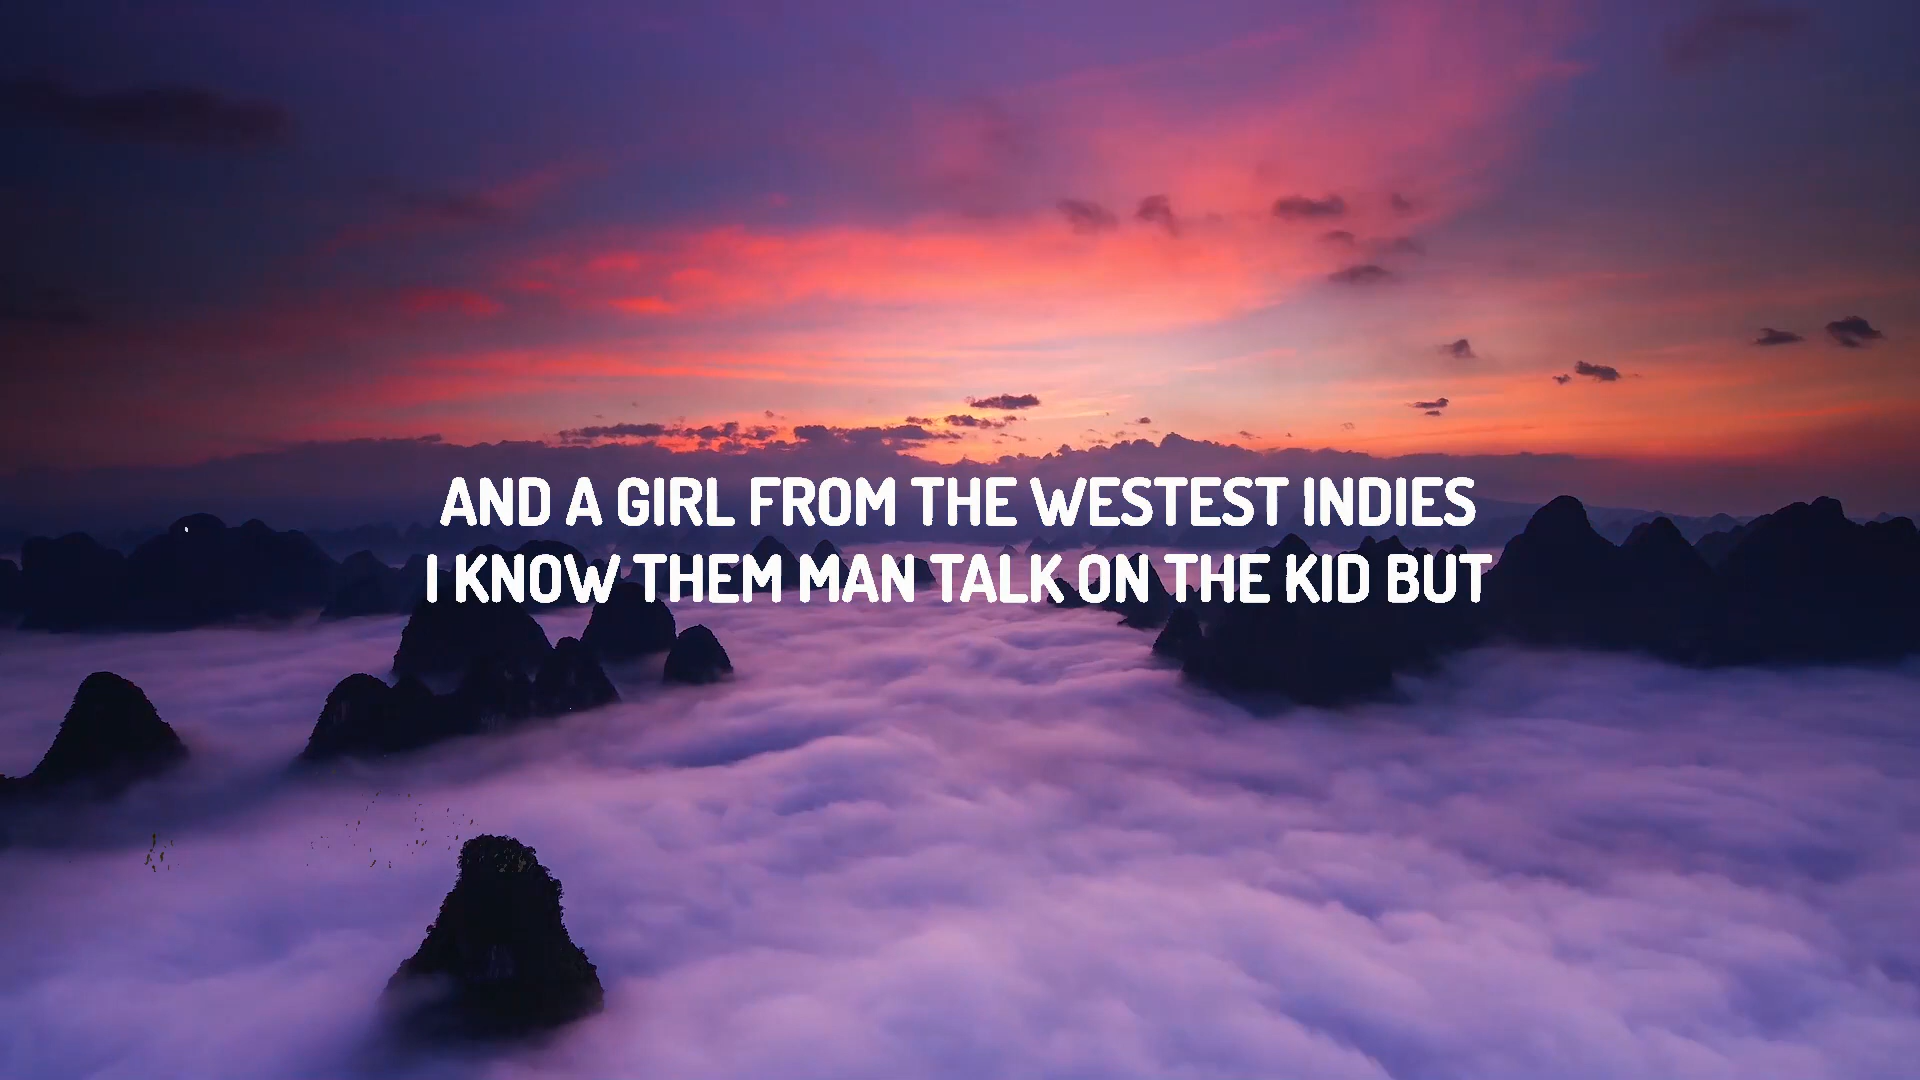 AND A GIRL FROM THE WESTEST INDIES
I KNOW THEM MAN TALK ON THE KID BUT